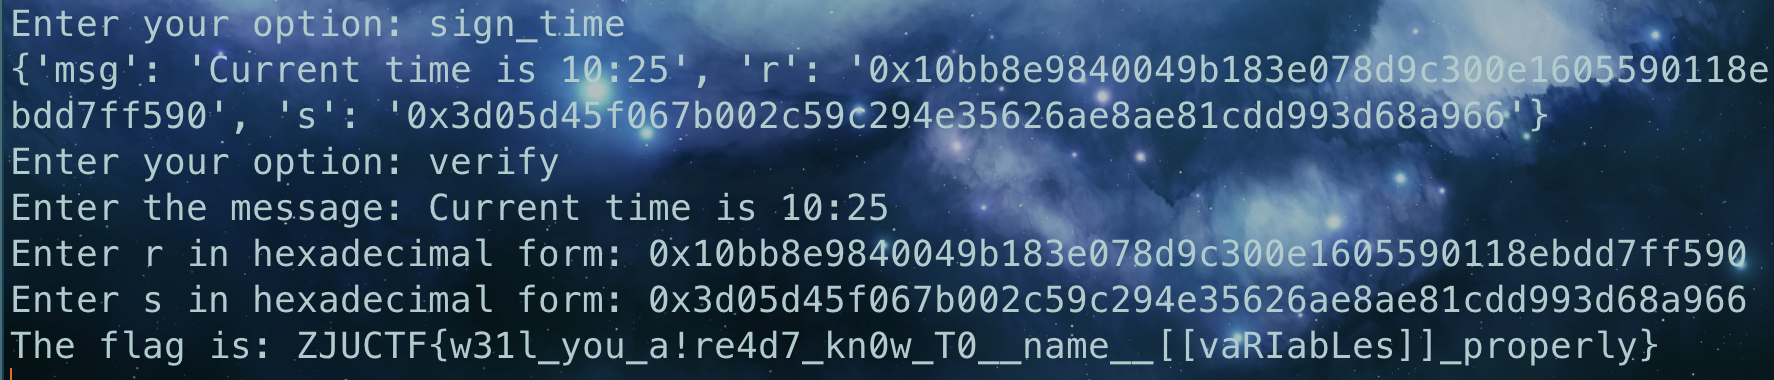 Enter your option: sign_time
{'msg': 'Current time is 10:25', 'r': '0x10bb8e9840049b183e078d9c300e1605590118e
bdd7ff590', 's': '0x3d05d45f067b002c59c294e35626ae8ae81cdd993d68a966'}
Enter your option: verify
Enter the message: Current time is 10:25
Enter r in hexadecimal form: 0x10bb8e9840049b183e078d9c300e1605590118ebdd7ff590
Enter s in hexadecimal form: 0x3d05d45f067b002c59c294e35626ae8ae81cdd993d68a966
The flag is: ZJUCTF{w31l_you_a!re4d7_kn0w_T0__name__[[vaRIabLes]]_properly}